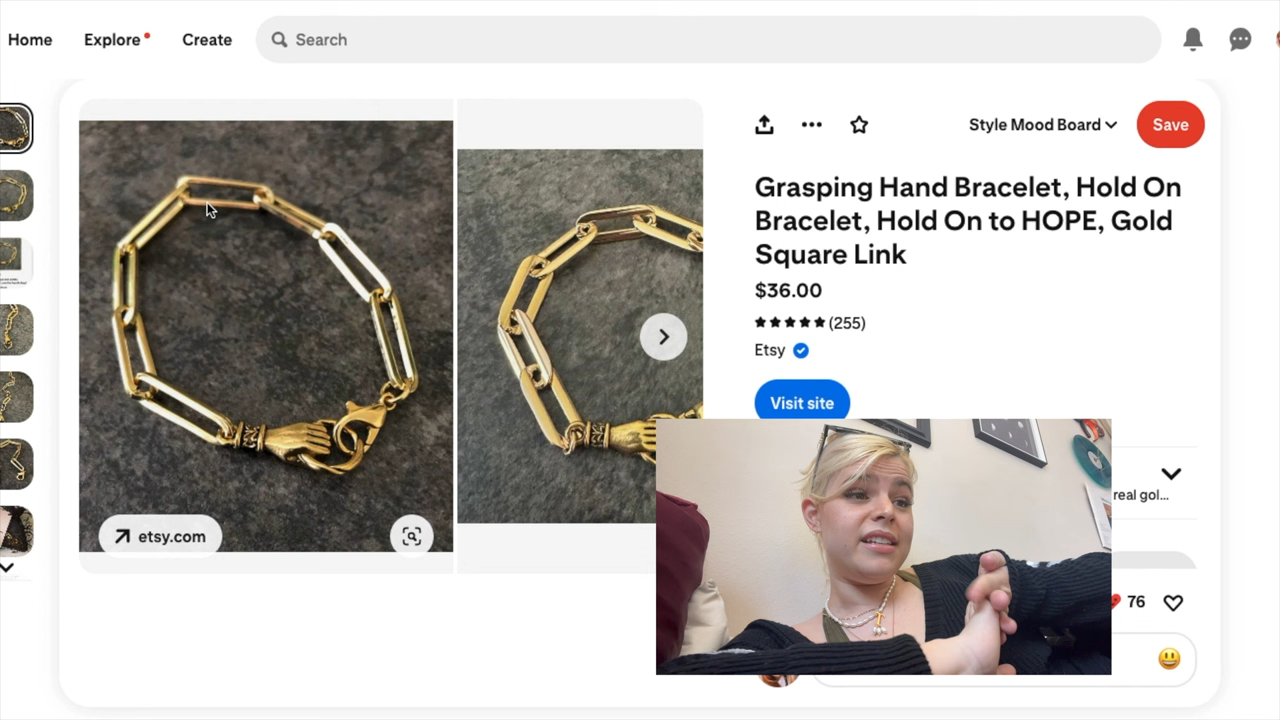 Home
Explore
Create
Search
Style Mood Board
Save
Grasping Hand Bracelet, Hold On
Bracelet, Hold On to HOPE, Gold
Square Link
$36.00
(255)
Etsy
Visit site
real gol...
etsy.com
76